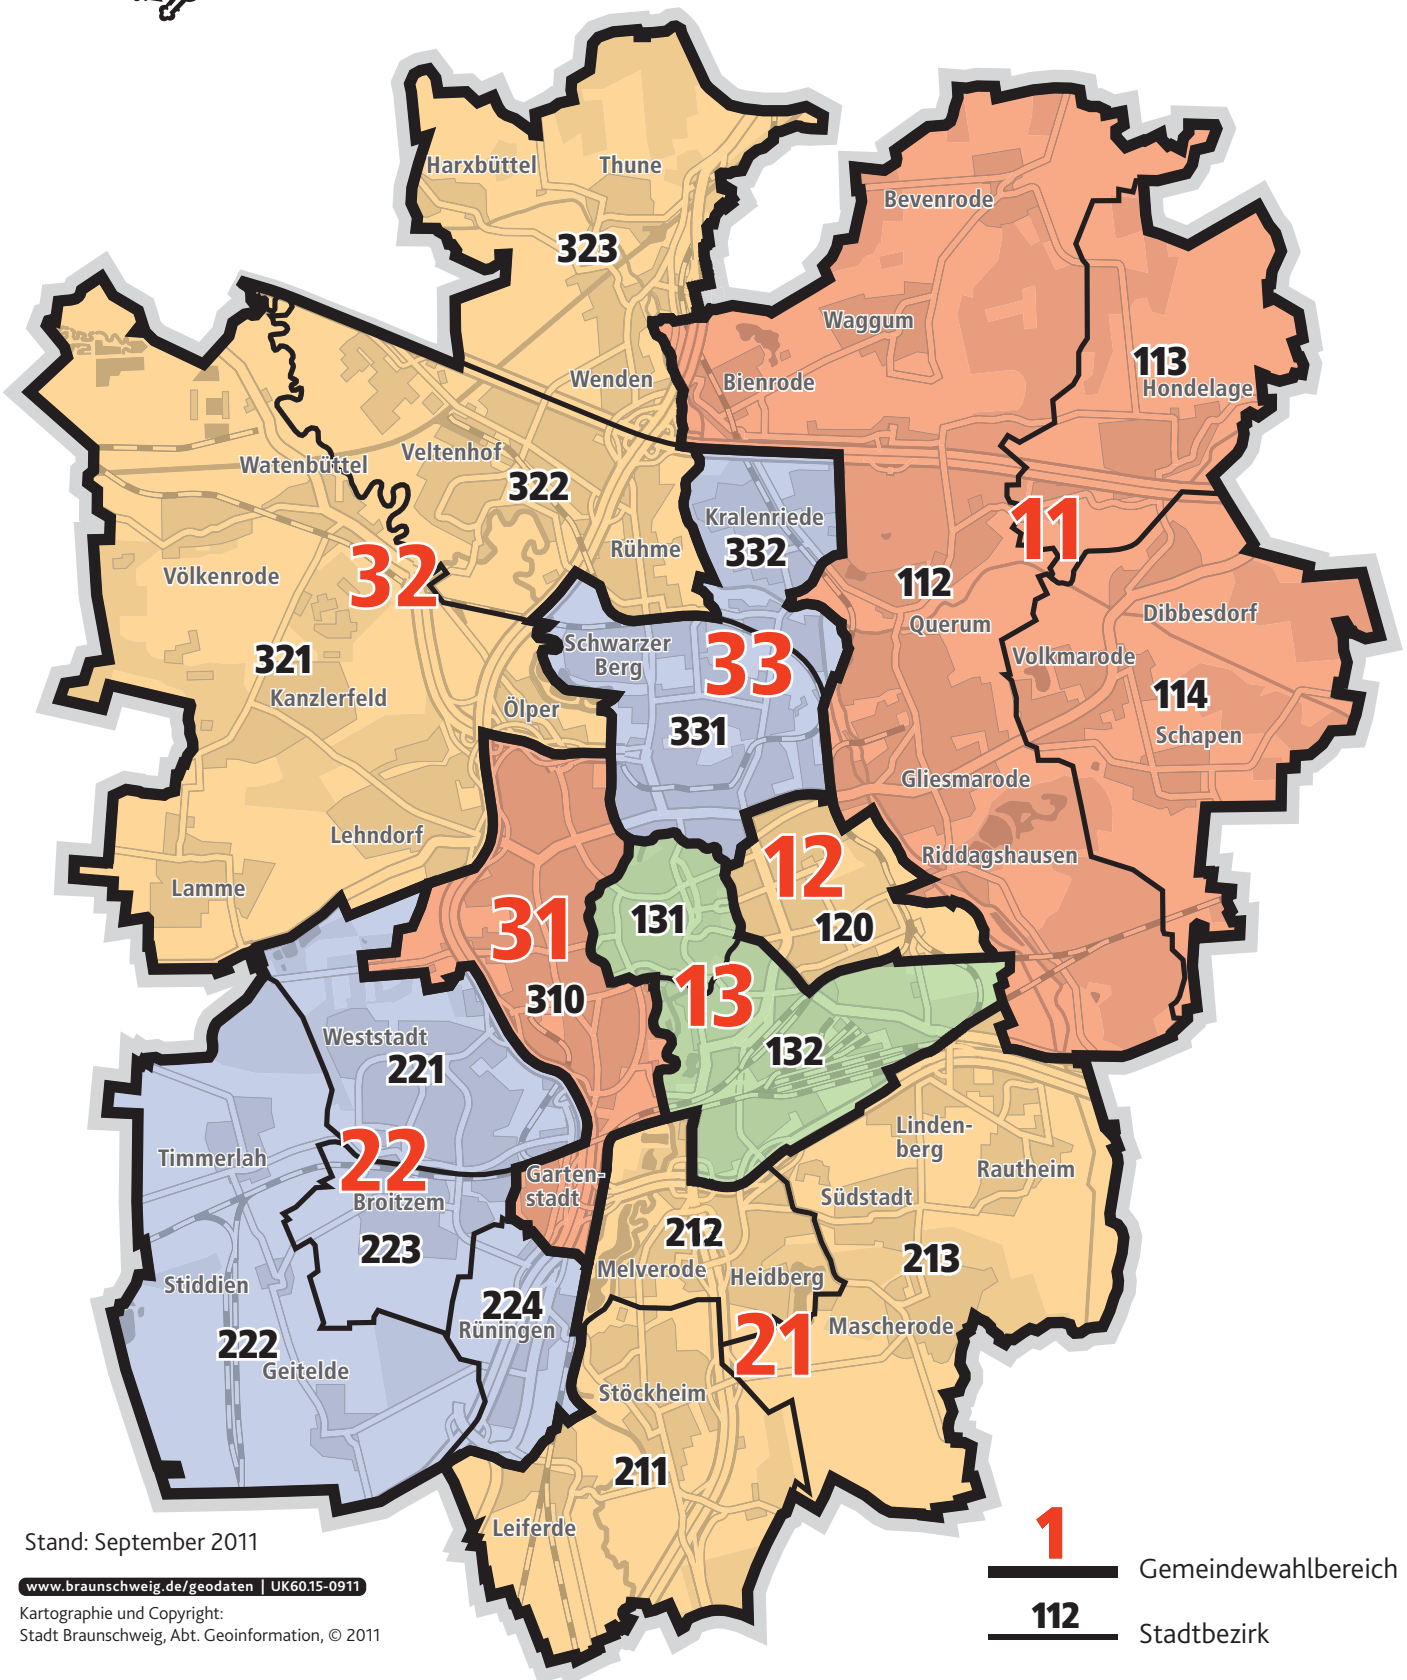 Harxbüttel
Thune
323
Bevenrode
Waggum
113
Hondelage
Wenden
Bienrode
Veltenhof
Watenbüttel
322
Kralenriede
332
11
Rühme
32
Völkenrode
112
Querum
Dibbesdorf
Schwarzer
Berg
33
321
Kanzlerfeld
Volkmarode
114
Schapen
Ölper
331
Gliesmarode
Lehndorf
12
Riddagshausen
Lamme
31
131
120
13
310
Weststadt
221
132
Linden-
berg
Timmerlah
22
Broitzem
Garten-
stadt
Rautheim
Südstadt
212
223
Melverode
Heidberg
213
Stiddien
224
Rüningen
222
Geitelde
21
Mascherode
Stöckheim
211
Leiferde
Stand: September 2011
www.braunschweig.de/geodaten | UK60.15-0911
Kartographie und Copyright:
Stadt Braunschweig, Abt. Geoinformation, © 2011
1
Gemeindewahlbereich
112
Stadtbezirk